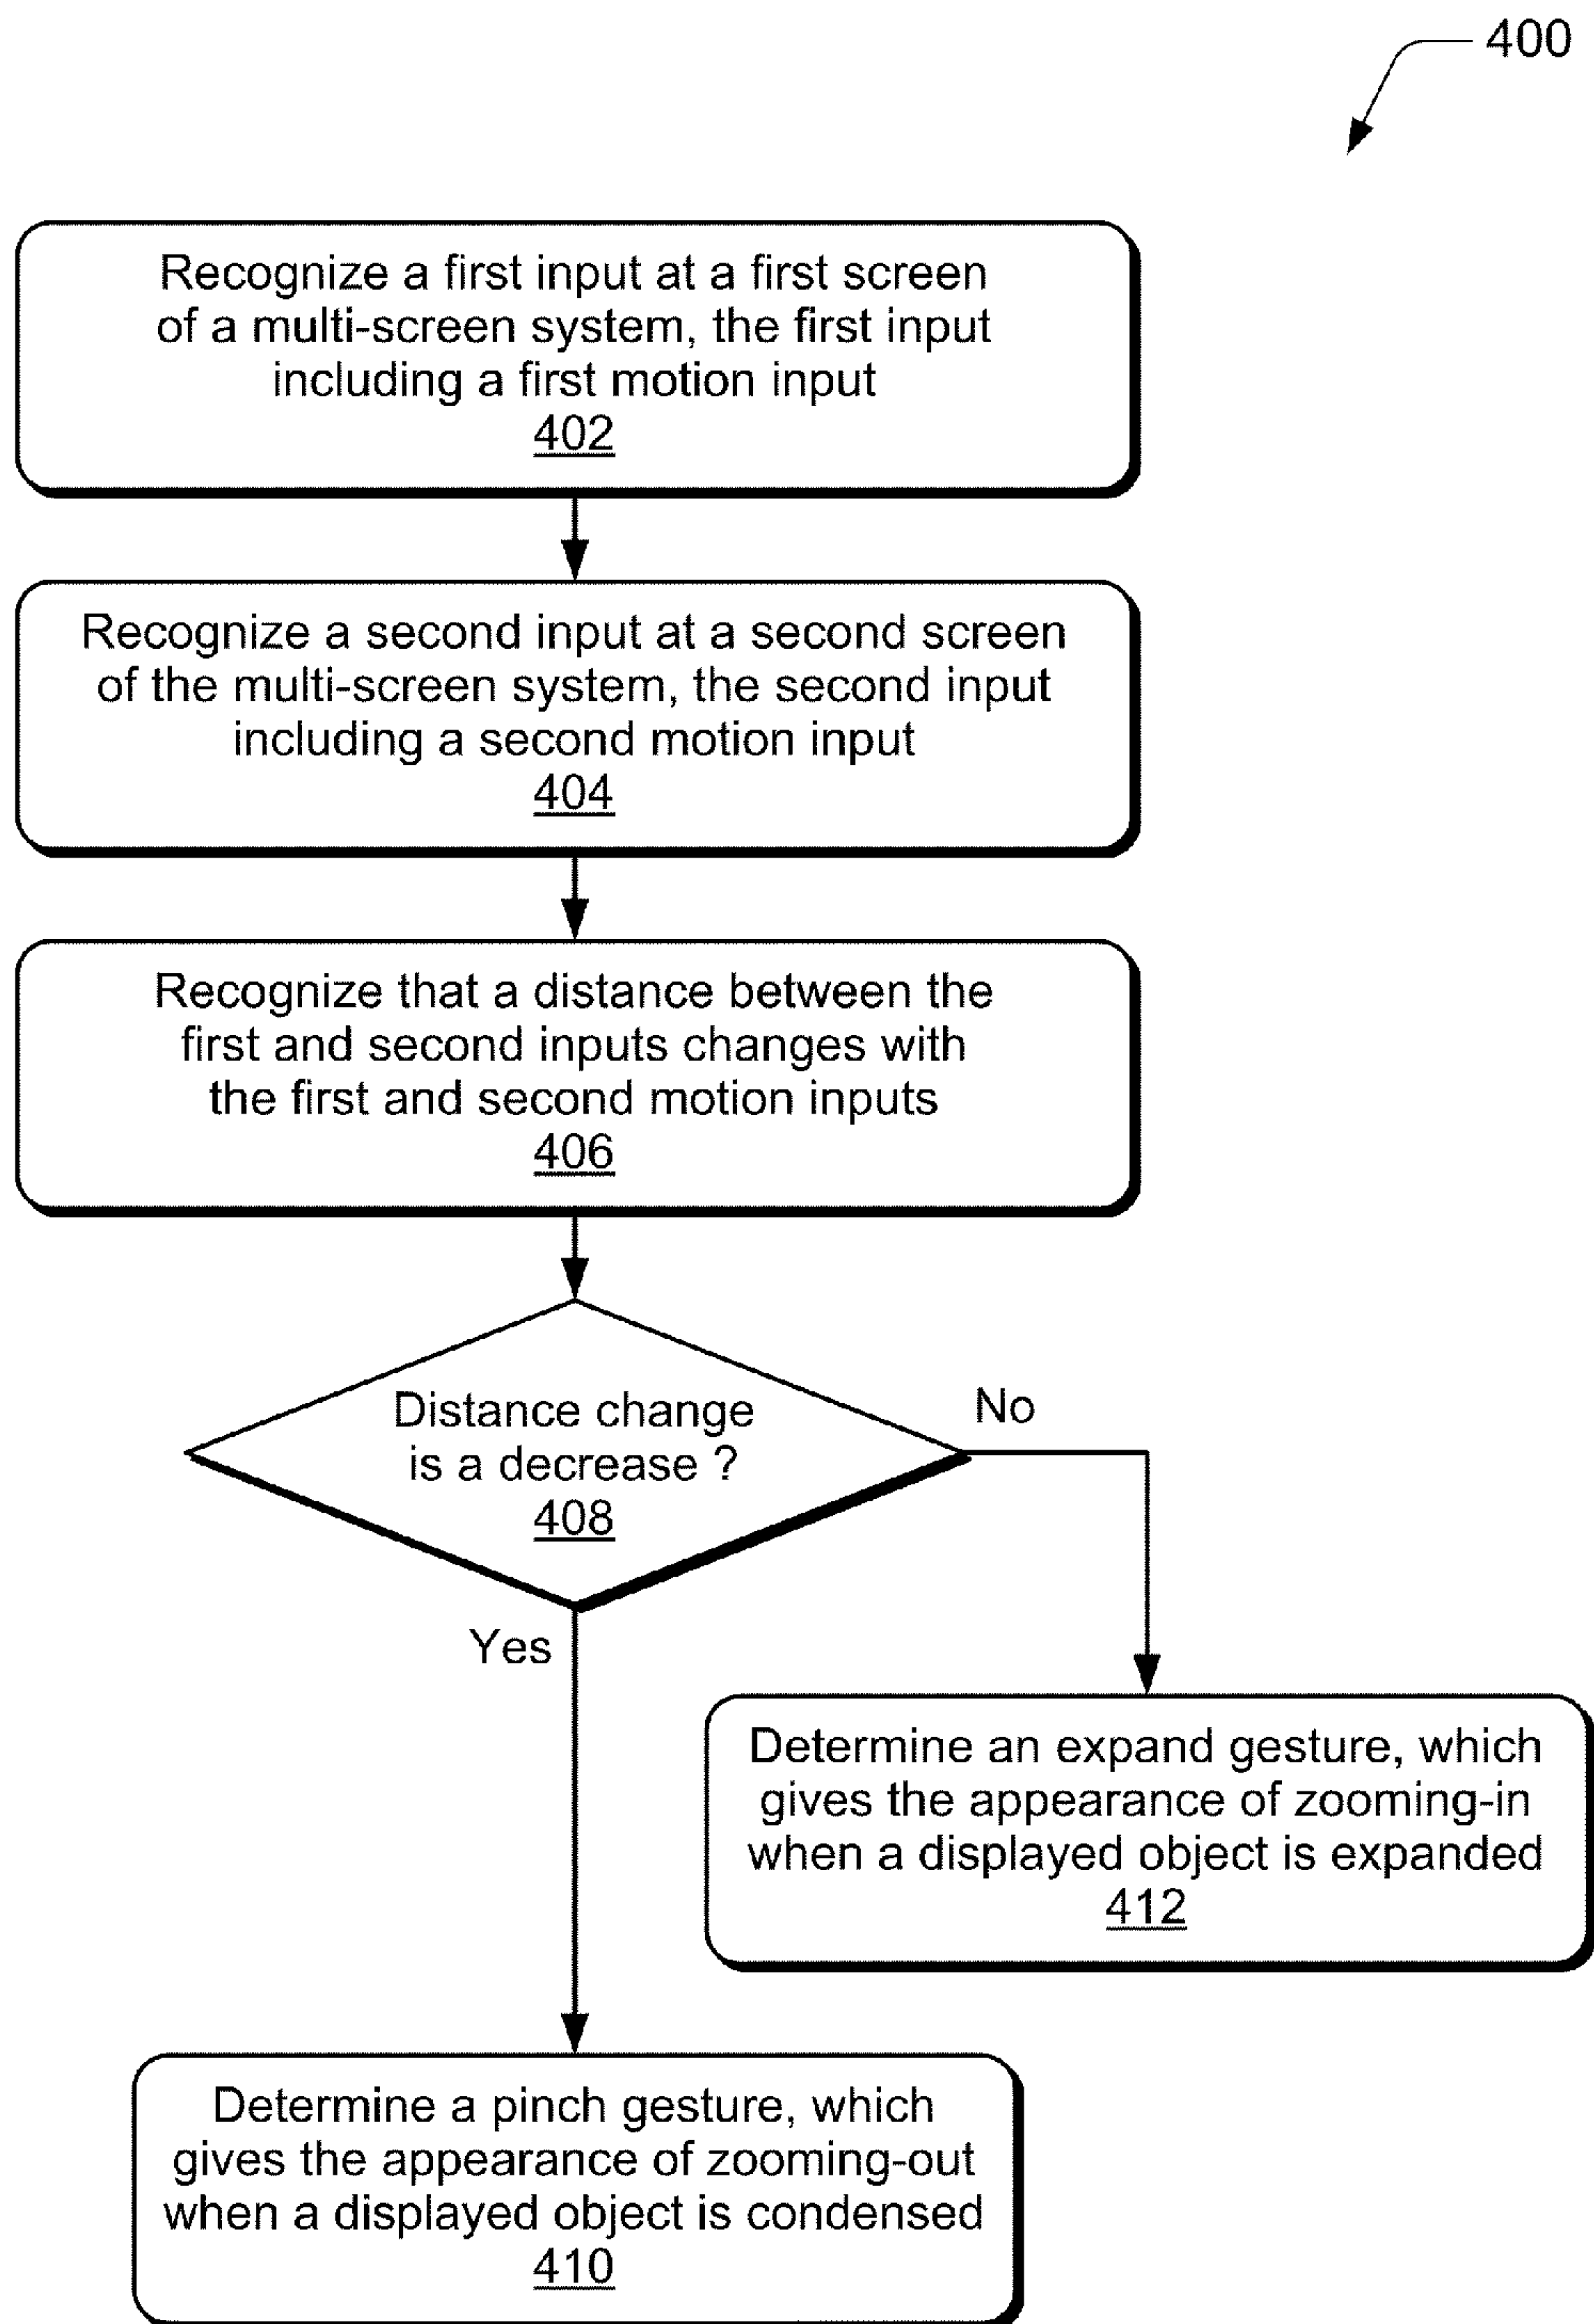 400
Recognize a first input at a first screen
of a multi-screen system, the first input
including a first motion input
402
Recognize a second input at a second screen
of the multi-screen system, the second input
including a second motion input
404
Recognize that a distance between the
first and second inputs changes with
the first and second motion inputs
406
Distance change
is a decrease ?
408
No
Yes
Determine an expand gesture, which
gives the appearance of zooming-in
when a displayed object is expanded
412
Determine a pinch gesture, which
gives the appearance of zooming-out
when a displayed object is condensed
410